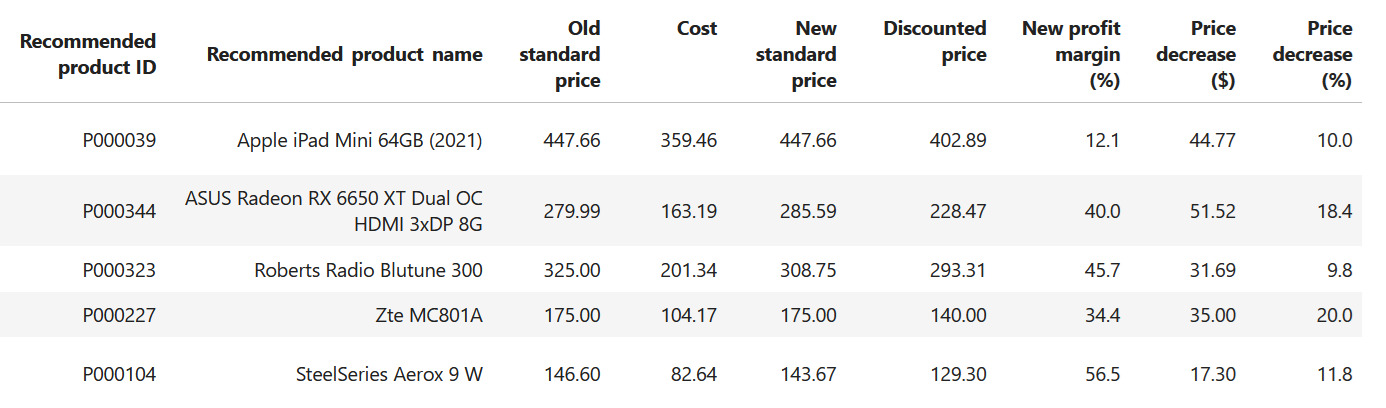 Recommended product ID Recommended product name Old standard price Cost New standard price Discounted price New profit margin (%) Price decrease ($) Price decrease (%)
P000039 Apple iPad Mini 64GB (2021) 447.66 359.46 447.66 402.89 12.1 44.77 10.0
P000344 ASUS Radeon RX 6650 XT Dual OC HDMI 3xDP 8G 279.99 163.19 285.59 228.47 40.0 51.52 18.4
P000323 Roberts Radio Blutune 300 325.00 201.34 308.75 293.31 45.7 31.69 9.8
P000227 Zte MC801A 175.00 104.17 175.00 140.00 34.4 35.00 20.0
P000104 SteelSeries Aerox 9 W 146.60 82.64 143.67 129.30 56.5 17.30 11.8